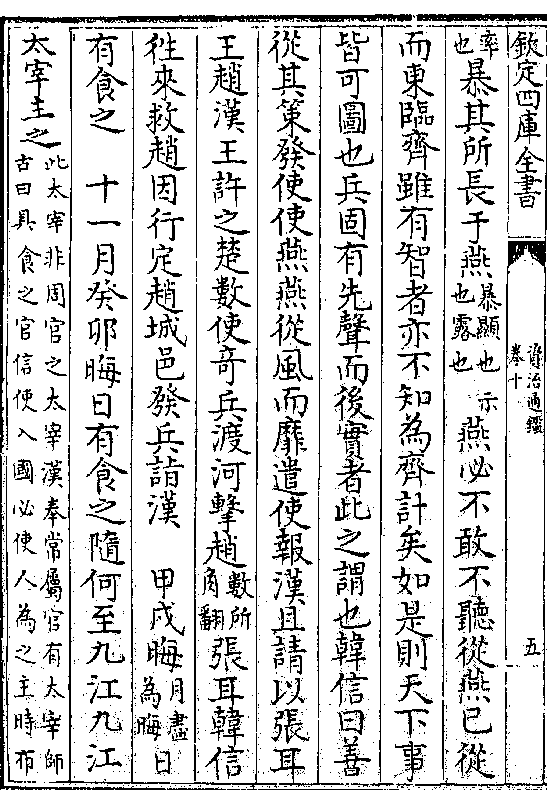 欽定四庫全書
資治通鑑
卷十
五
率
也暴其所長于燕暴顯也示
也露也燕必不敢不聽從燕已從
而東臨齊雖有智者亦不知為齊計矣如是則天下事
皆可圖也兵固有先聲而後實者此之謂也韓信曰善
從其策發使使燕燕從風而靡遣使報漢且請以張耳
王趙漢王許之楚數使奇兵渡河擊趙數所
角翻張耳韓信
徃來救趙因行定趙城邑發兵詣漢　甲戌晦月盡
為晦日
有食之　十一月癸卯晦日有食之隨何至九江九江
太宰主之此太宰非周官之太宰漢奉常屬官有太宰師
古曰具食之官信使入國必使人為之主時布